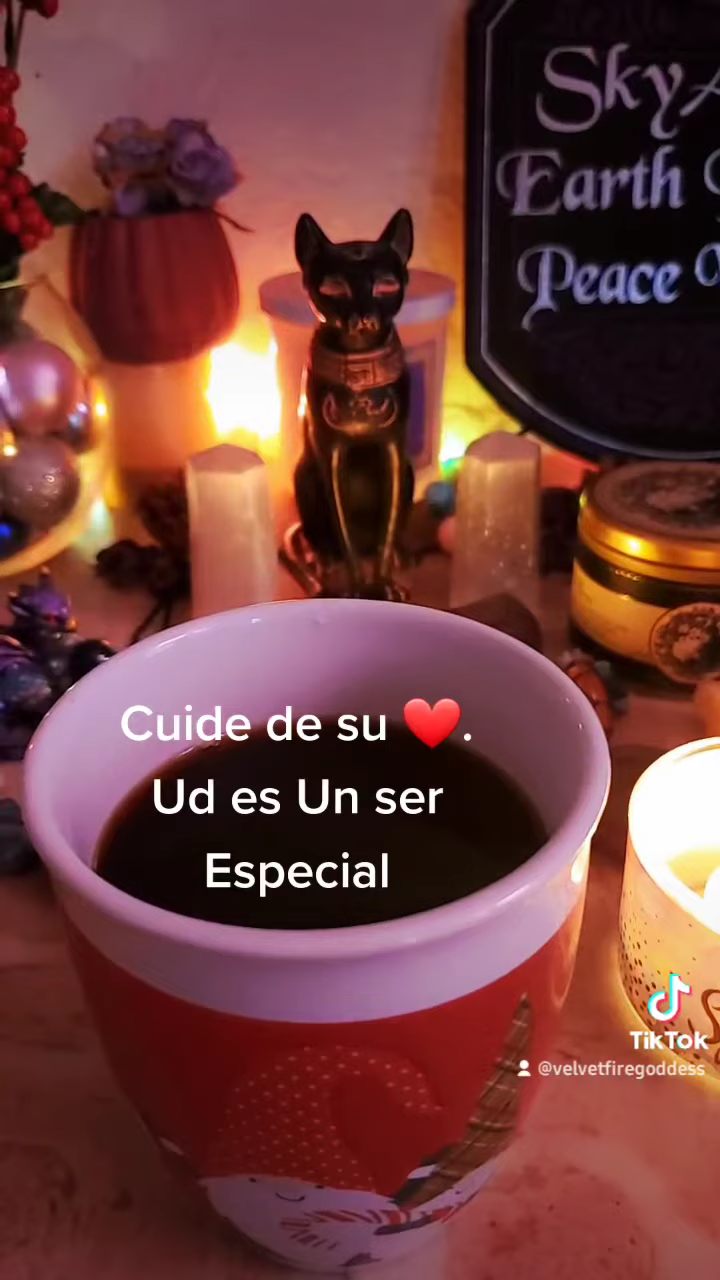 Sky
Earth
Peace
Cuide de su ❤️.
Ud es Un ser
Especial
TikTok
@velvetfiregoddess